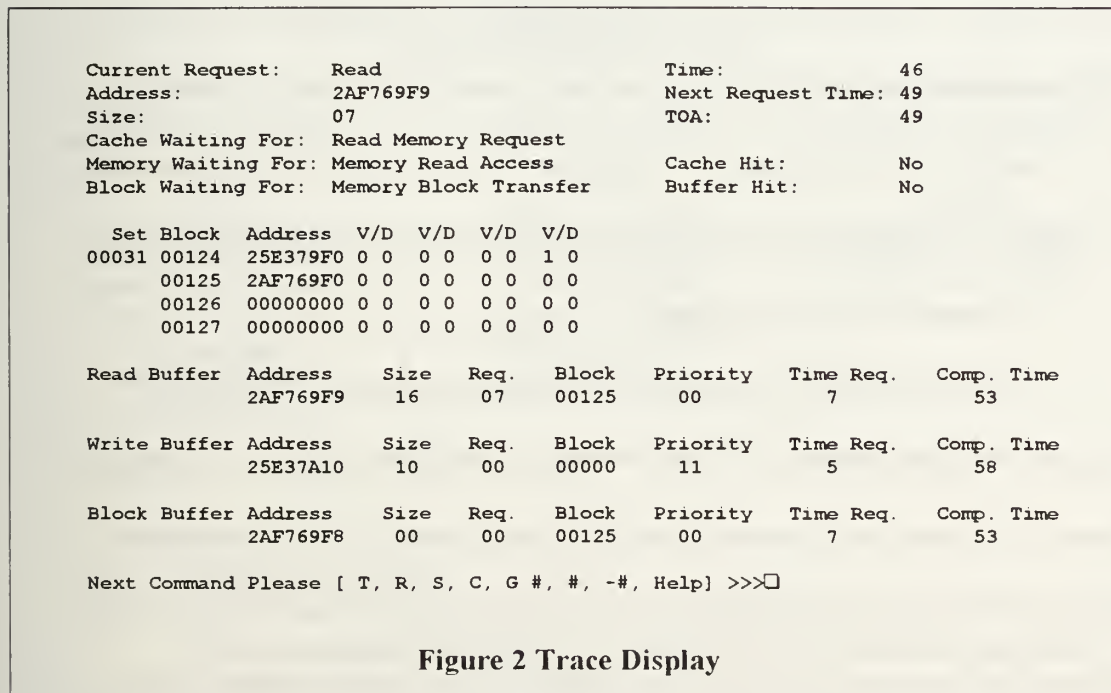 Current Request: Read Time: 46
Address: 2AF769F9 Next Request Time: 49
Size: 07 TOA: 49
Cache Waiting For: Read Memory Request
Memory Waiting For: Memory Read Access Cache Hit: No
Block Waiting For: Memory Block Transfer Buffer Hit: No
Set Block Address V/D V/D V/D V/D
00031 00124 25E379F0 0 0 0 0 0 0 1 0
00125 2AF769F0 0 0 0 0 0 0 0 0
00126 00000000 0 0 0 0 0 0 0 0
00127 00000000 0 0 0 0 0 0 0 0
Read Buffer Address Size Req. Block Priority Time Req. Comp. Time
2AF769F9 16 07 00125 00 7 53
Write Buffer Address Size Req. Block Priority Time Req. Comp. Time
25E37A10 10 00 00000 11 5 58
Block Buffer Address Size Req. Block Priority Time Req. Comp. Time
2AF769F8 00 00 00125 00 7 53
Next Command Please [ T, R, S, C, G #, #, -#, Help] >>>
Figure 2 Trace Display